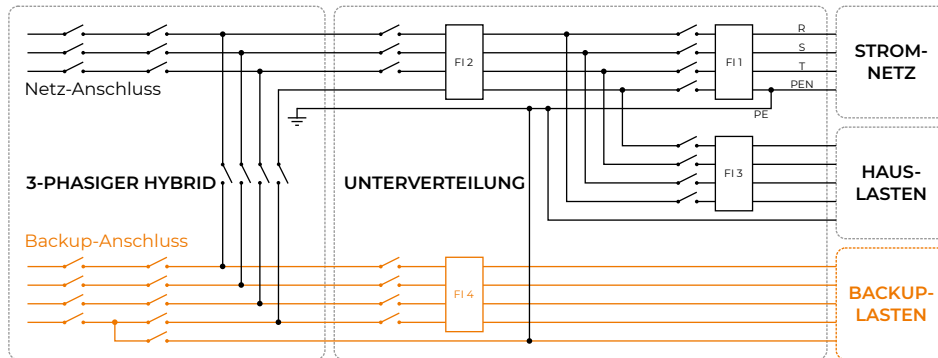 Netz-Anschluss
3-PHASIGER HYBRID
Backup-Anschluss
UNTERVERTEILUNG
FI 2
FI 1
FI 3
FI 4
R
S
T
PEN
PE
STROM-
NETZ
HAUS-
LASTEN
BACKUP-
LASTEN